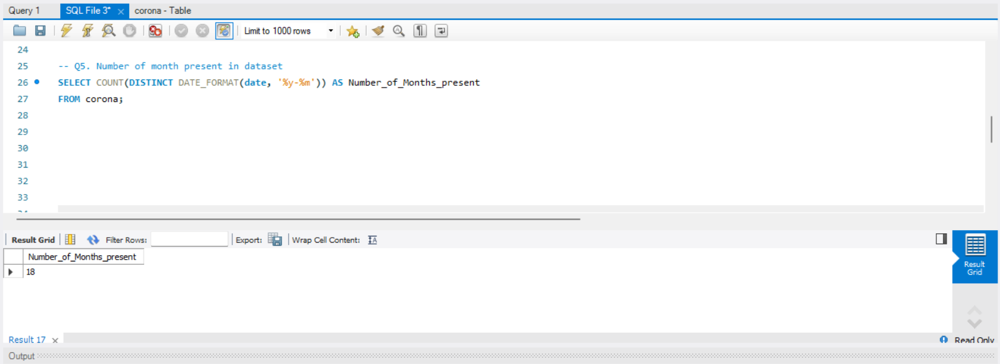 Query 1 SQL File 3* corona - Table
Limit to 1000 rows
24
25 -- Q5. Number of month present in dataset
26 SELECT COUNT(DISTINCT DATE_FORMAT(date, '%y-%m')) AS Number_of_Months_present
27 FROM corona;
28
29
30
31
32
33
Result Grid Filter Rows: Export: Wrap Cell Content:
Number_of_Months_present
18
Result
Grid
Result 17 Read Only
Output